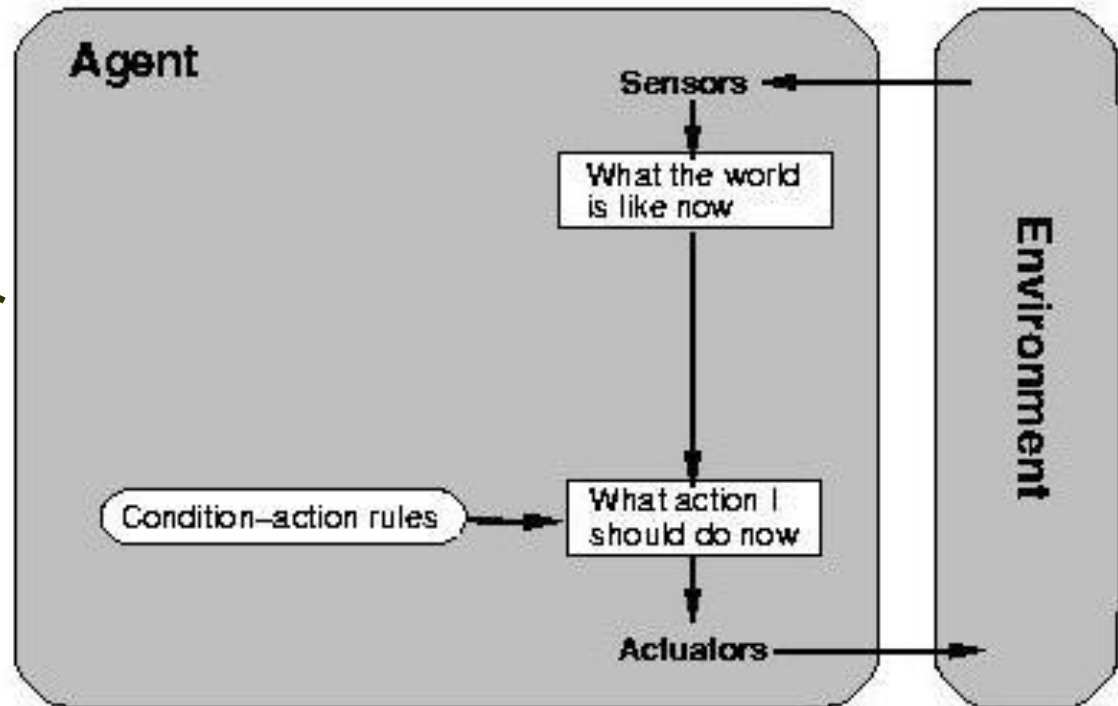 Agent
Sensors
What the world
is like now
Environment
Condition–action rules
What action I
should do now
Actuators